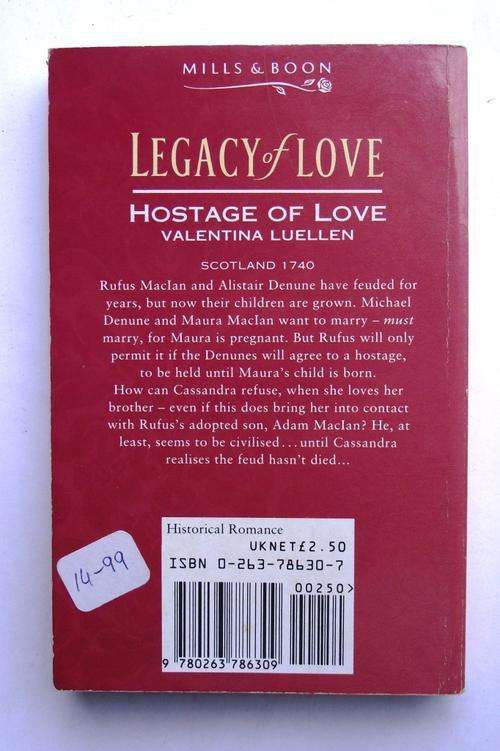 MILLS & BOON
LEGACY of LOVE
HOSTAGE OF LOVE
VALENTINA LUELLEN
SCOTLAND 1740
Rufus MacIan and Alistair Denune have feuded for
years, but now their children are grown. Michael
Denune and Maura MacIan want to marry – must
marry, for Maura is pregnant. But Rufus will only
permit it if the Denunes will agree to a hostage,
to be held until Maura's child is born.
How can Cassandra refuse, when she loves her
brother – even if this does bring her into contact
with Rufus's adopted son, Adam MacIan? He, at
least, seems to be civilised...until Cassandra
realises the feud hasn't died...
Historical Romance
UKNET£2.50
ISBN 0-263-78630-7
00250>
9 780263 786309
14-99